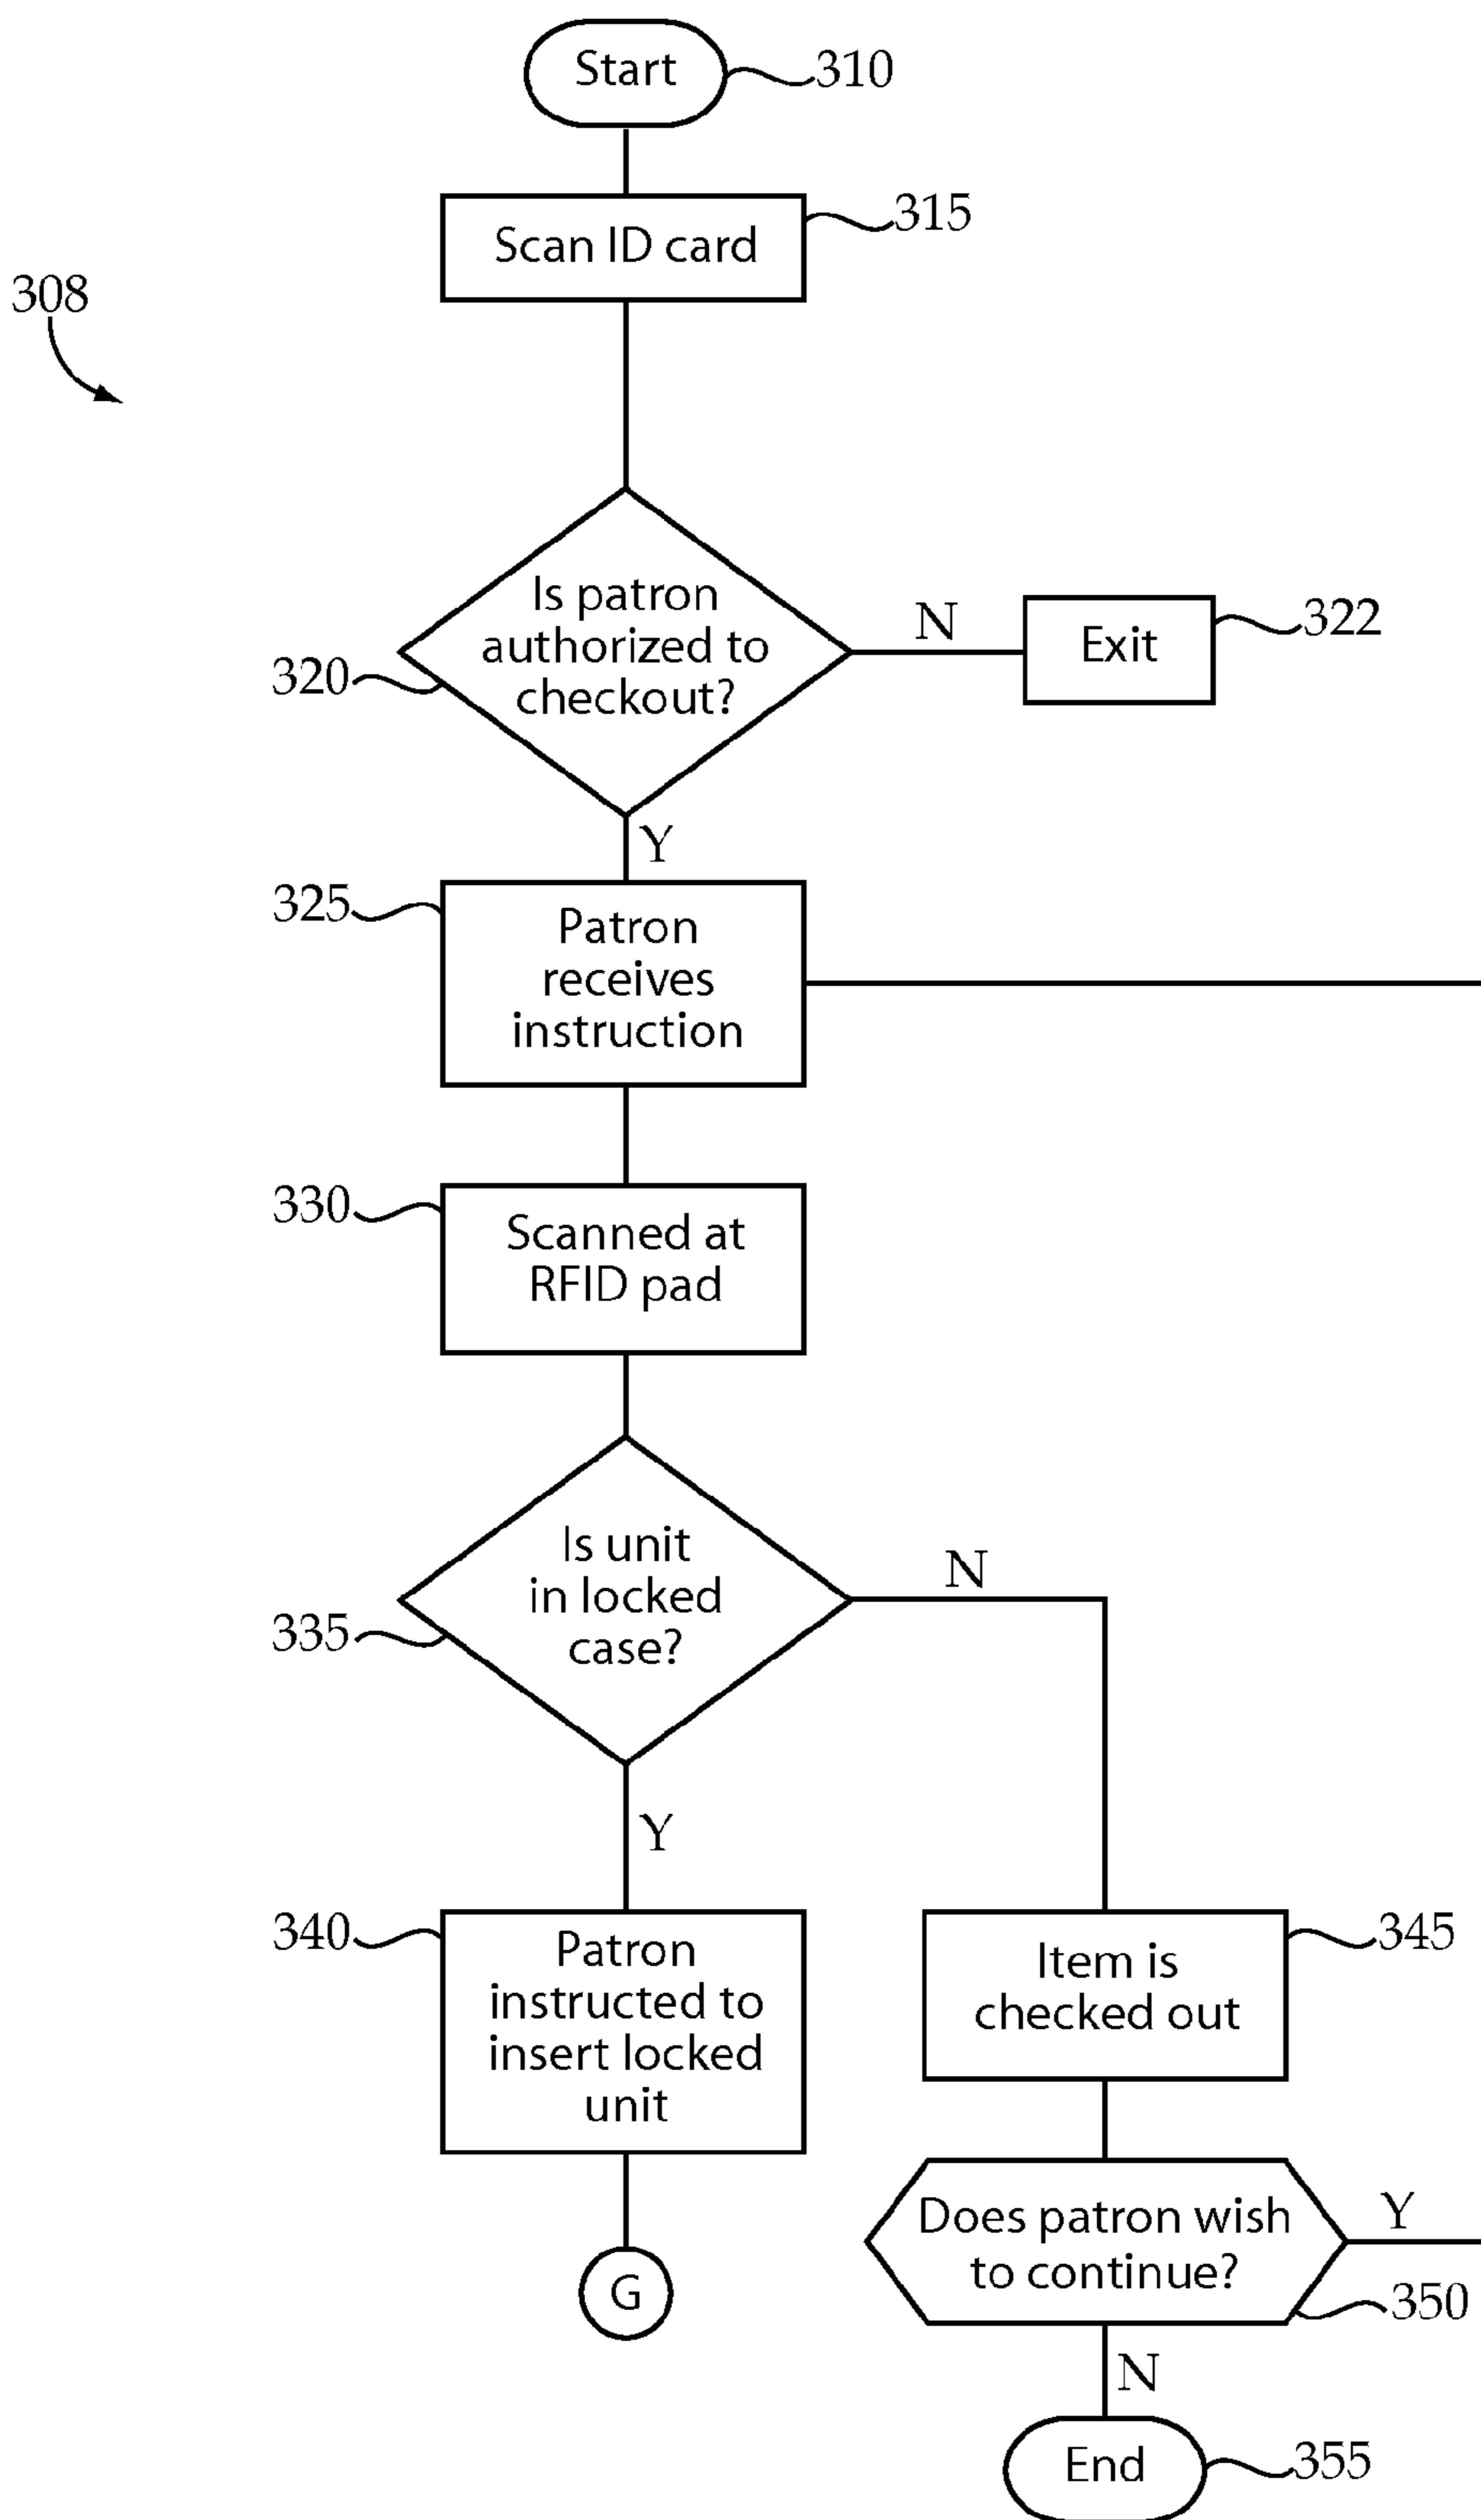 Start
310
Scan ID card
315
308
Is patron
authorized to
checkout?
N
Exit
322
320
Y
325
Patron
receives
instruction
330
Scanned at
RFID pad
Is unit
in locked
case?
N
335
Y
340
Patron
instructed to
insert locked
unit
Item is
checked out
345
Does patron wish
to continue?
Y
350
G
N
End
355